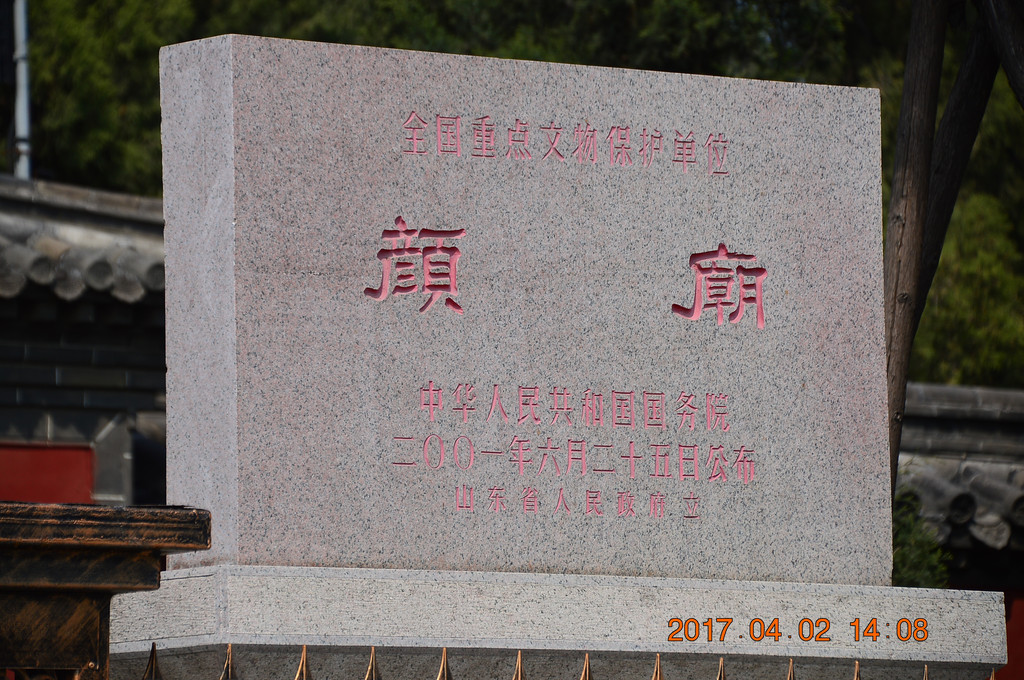 全国重点文物保护单位
顔廟
中华人民共和国国务院
二〇〇一年六月二十五日公布
山东省人民政府立
2017.04.02 14:08